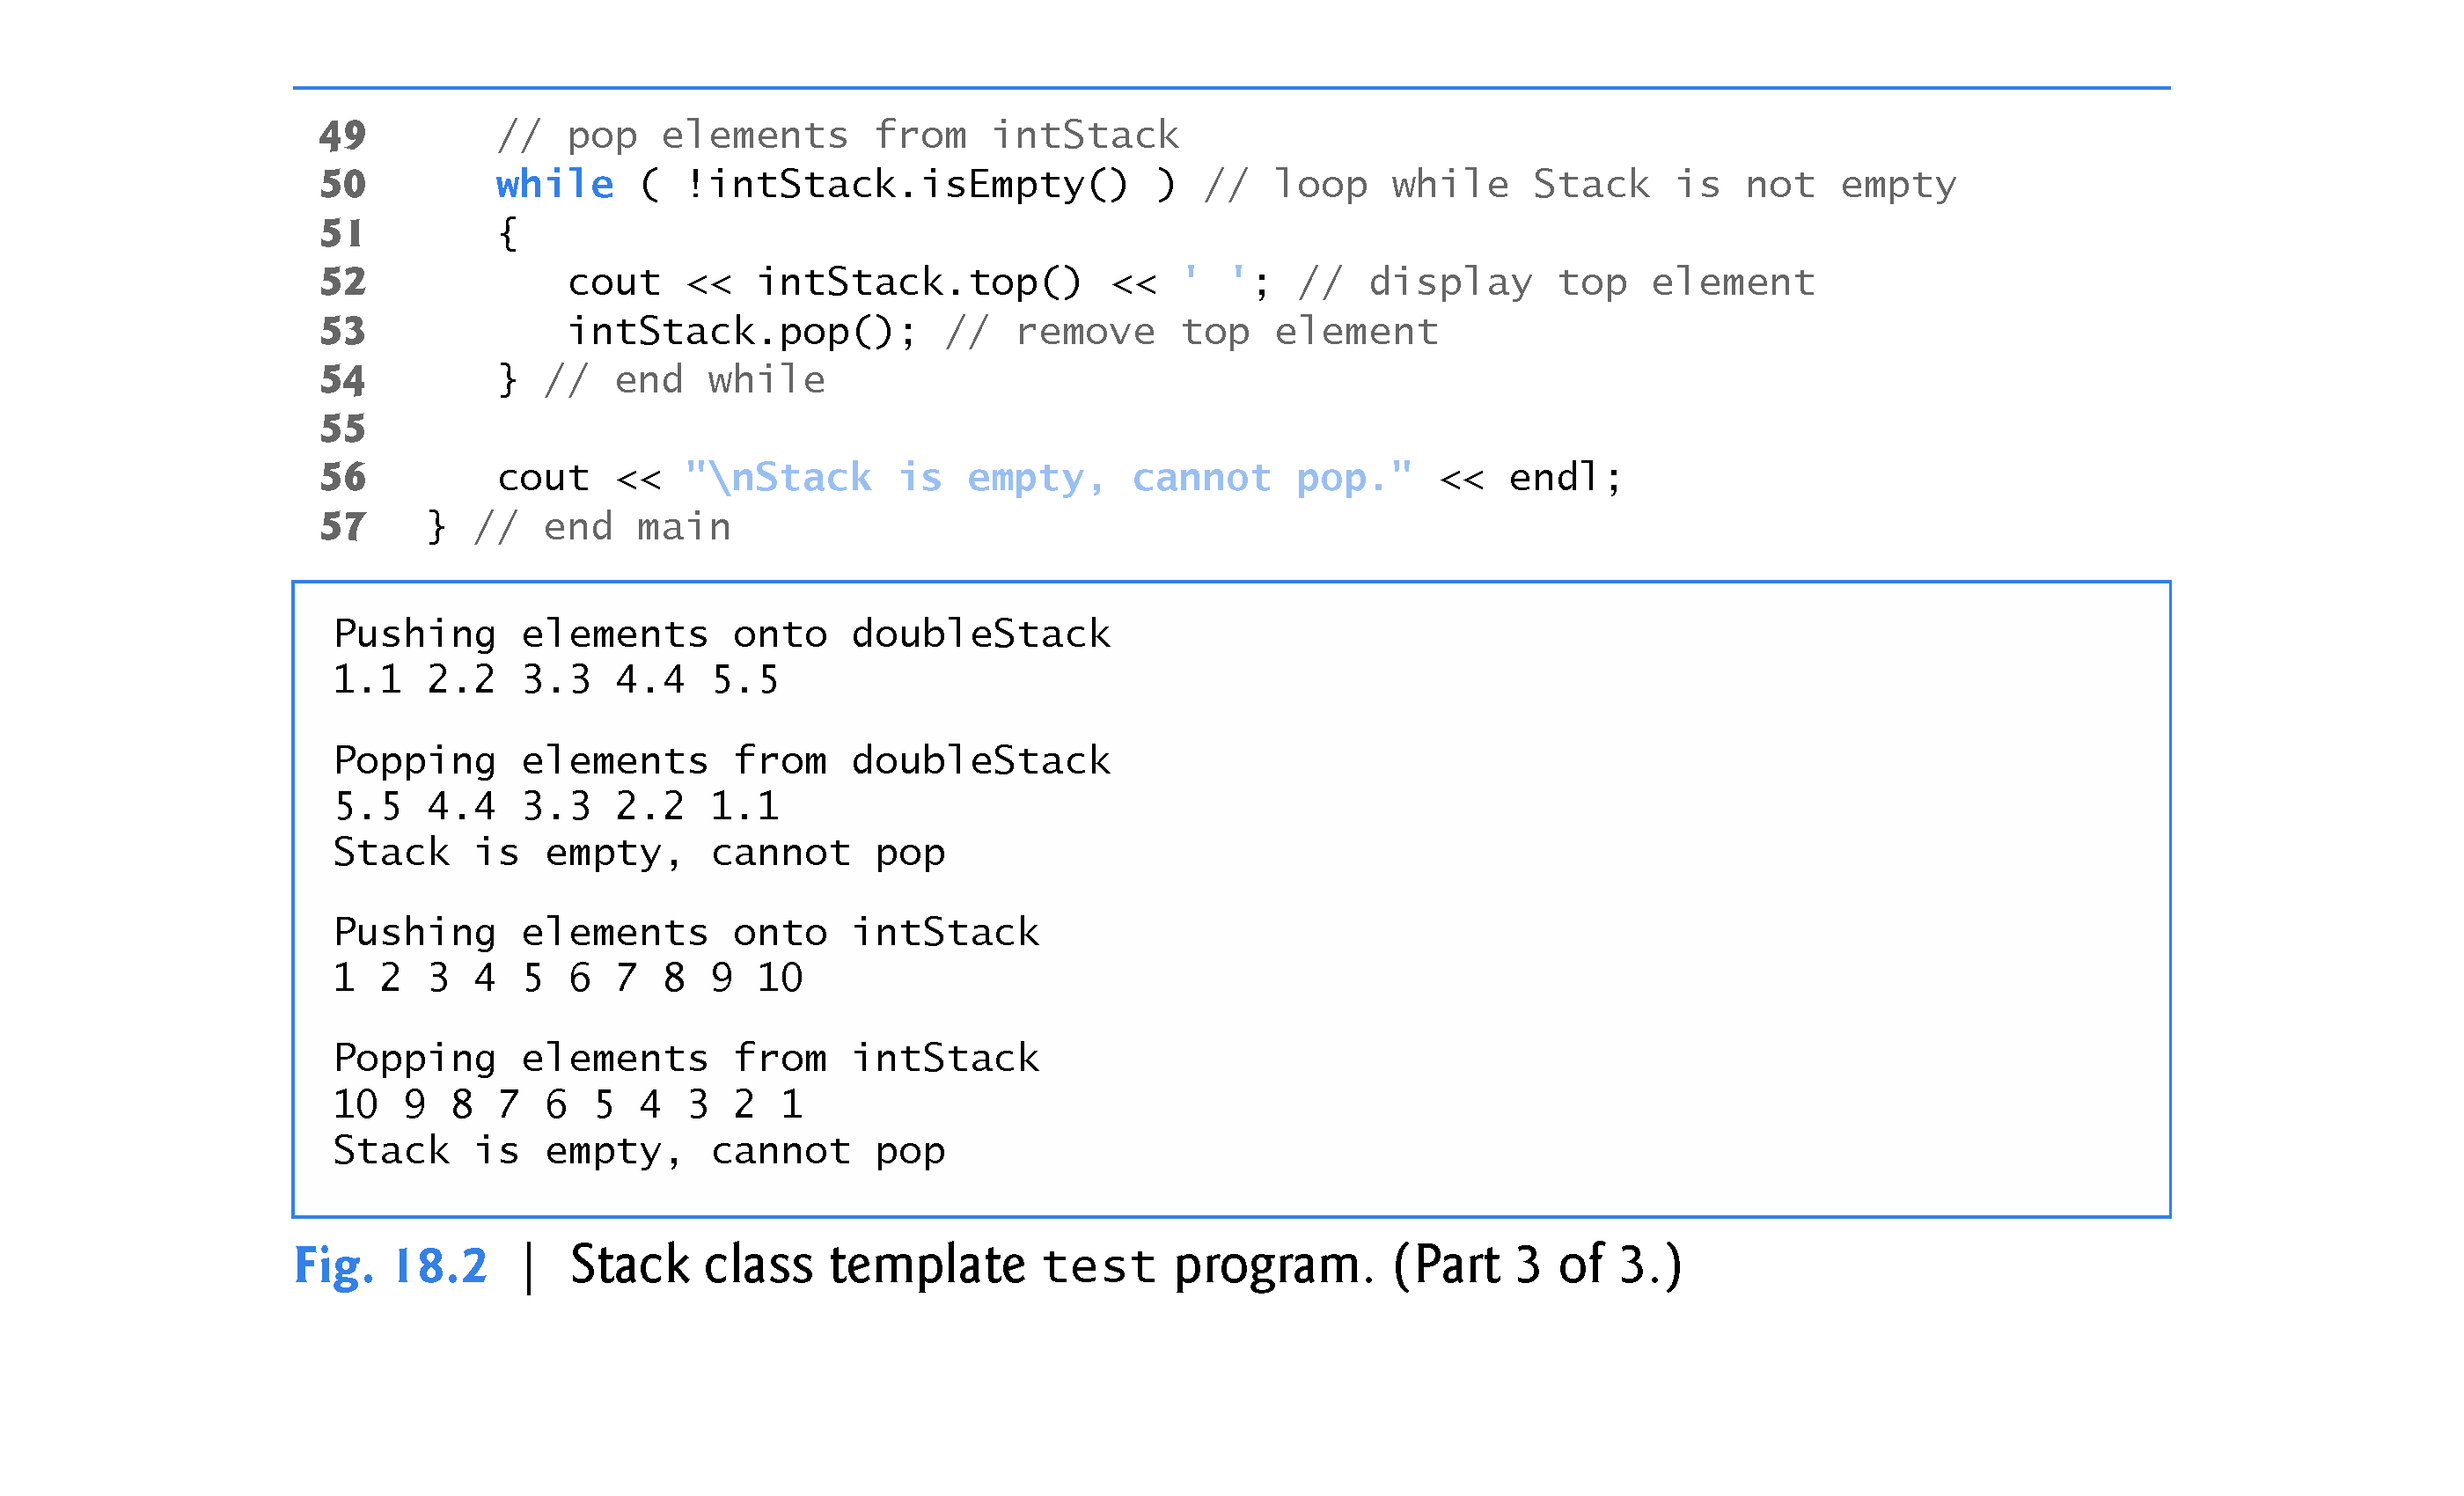 49 // pop elements from intStack
50 while ( !intStack.isEmpty() ) // loop while Stack is not empty
51 {
52 cout << intStack.top() << ' '; // display top element
53 intStack.pop(); // remove top element
54 } // end while
55
56 cout << "\nStack is empty, cannot pop." << endl;
57 } // end main
Pushing elements onto doubleStack
1.1 2.2 3.3 4.4 5.5
Popping elements from doubleStack
5.5 4.4 3.3 2.2 1.1
Stack is empty, cannot pop
Pushing elements onto intStack
1 2 3 4 5 6 7 8 9 10
Popping elements from intStack
10 9 8 7 6 5 4 3 2 1
Stack is empty, cannot pop
Fig. 18.2 | Stack class template test program. (Part 3 of 3.)